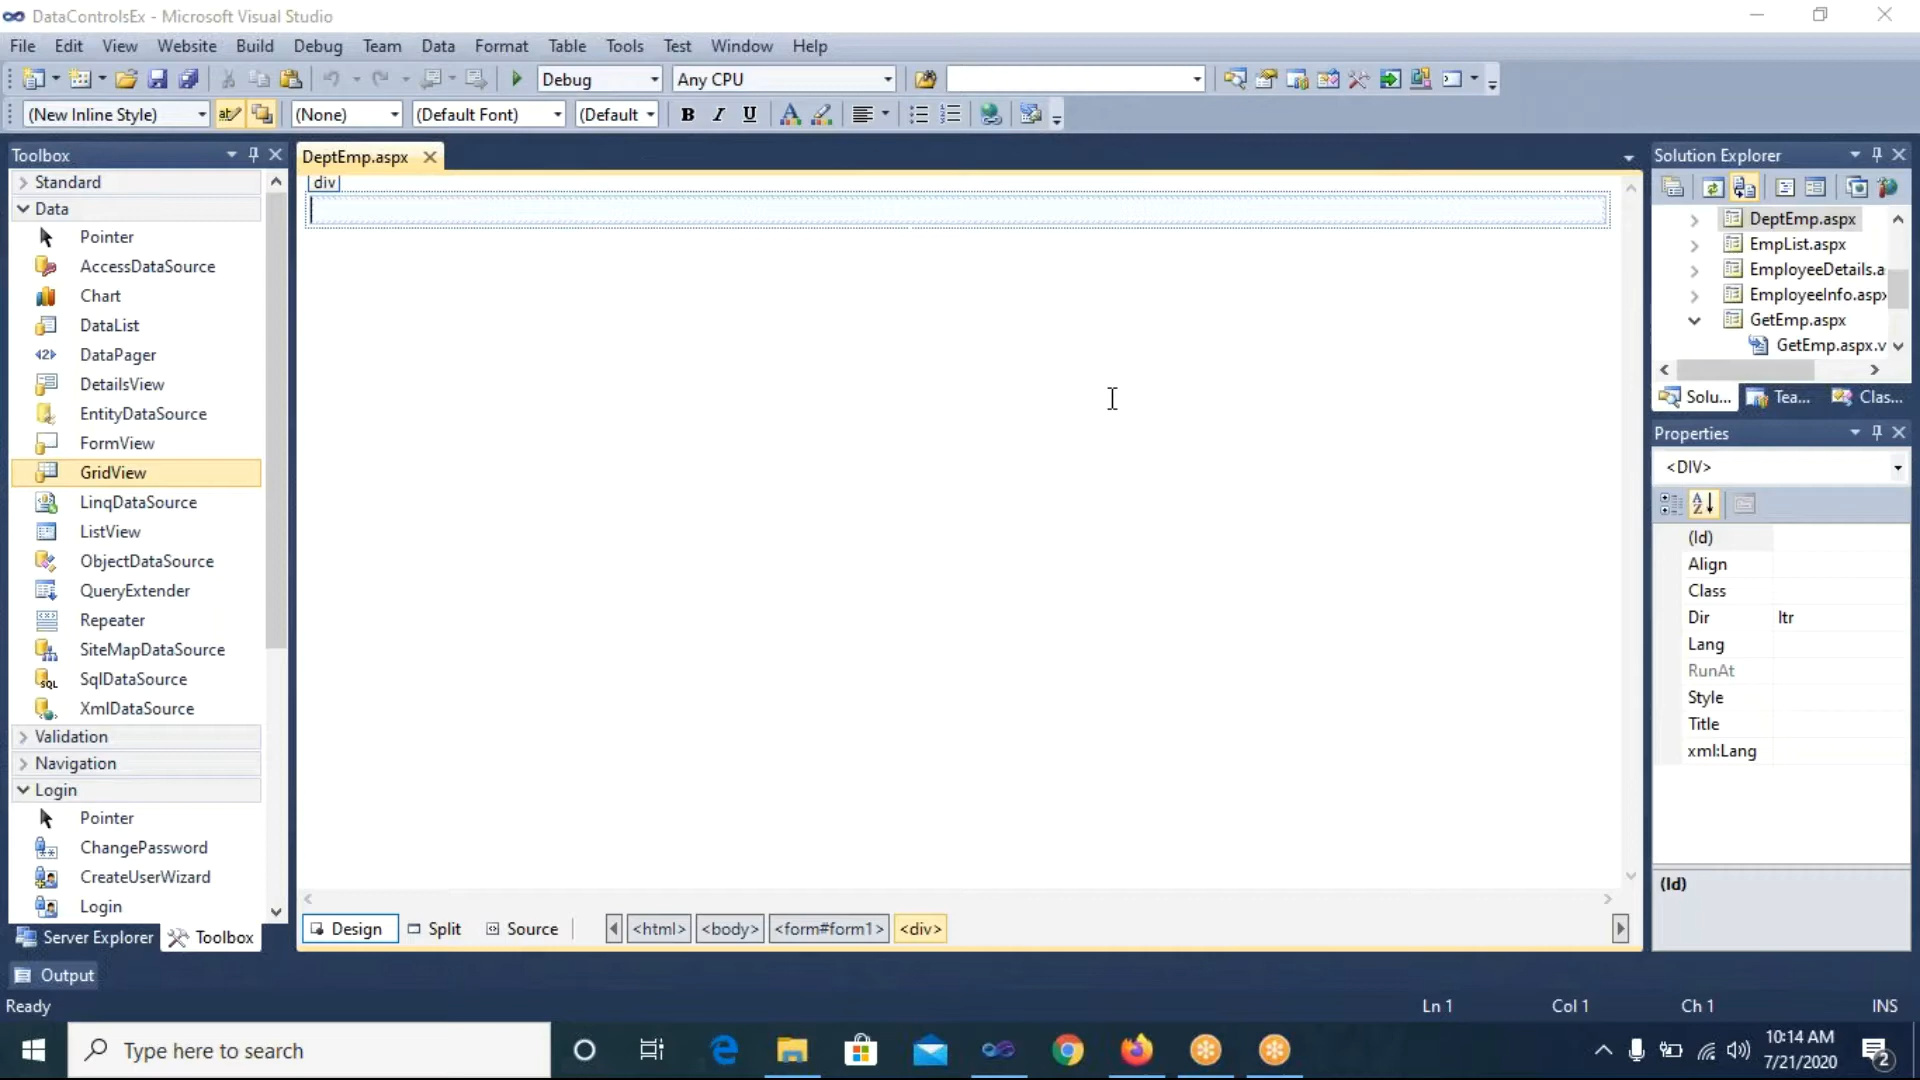 DataControlsEx - Microsoft Visual Studio
File Edit View Website Build Debug Team Data Format Table Tools Test Window Help
Debug Any CPU
(New Inline Style) (None) (Default Font) (Default B I U
Toolbox
Standard
Data
Pointer
AccessDataSource
Chart
DataList
DataPager
DetailsView
EntityDataSource
FormView
GridView
LinqDataSource
ListView
ObjectDataSource
QueryExtender
Repeater
SiteMapDataSource
SqlDataSource
XmlDataSource
Validation
Navigation
Login
Pointer
ChangePassword
CreateUserWizard
Login
Server Explorer Toolbox
DeptEmp.aspx
div
Design Split Source <html> <body> <form#form1> <div>
Solution Explorer
DeptEmp.aspx
EmpList.aspx
EmployeeDetails.a
EmployeeInfo.aspx
GetEmp.aspx
GetEmp.aspx.v
Solu... Tea... Clas...
Properties
<DIV>
(Id)
Align
Class
Dir ltr
Lang
RunAt
Style
Title
xml:Lang
(Id)
Output
Ready Ln 1 Col 1 Ch 1 INS
Type here to search
10:14 AM
7/21/2020
2